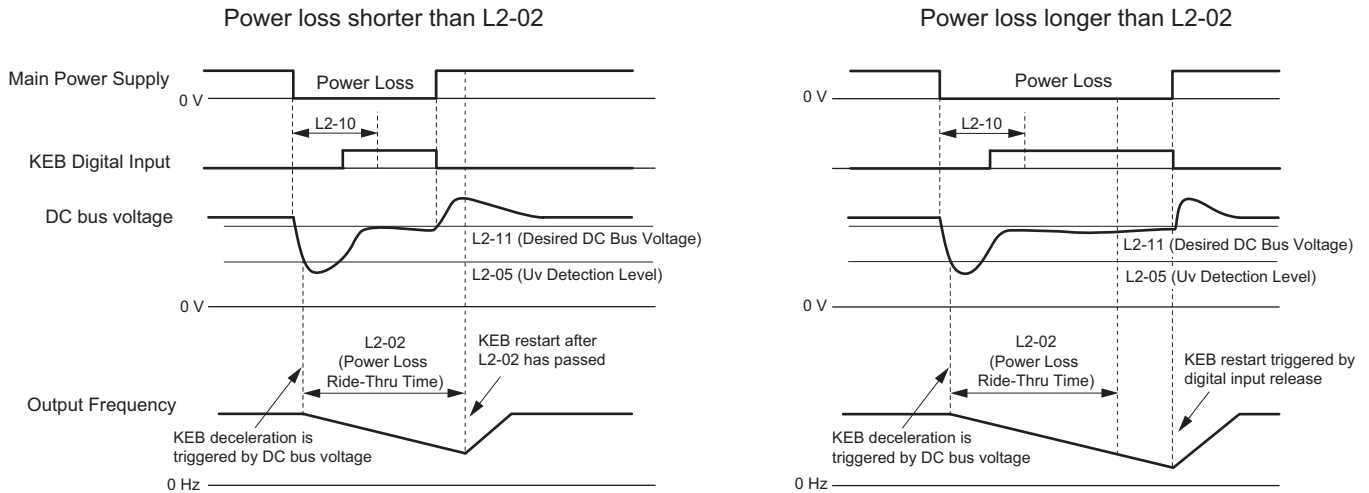 Power loss shorter than L2-02
Main Power Supply
Power Loss
0 V
L2-10
KEB Digital Input
DC bus voltage
L2-11 (Desired DC Bus Voltage)
L2-05 (Uv Detection Level)
0 V
L2-02
(Power Loss
Ride-Thru Time)
KEB restart after
L2-02 has passed
Output Frequency
KEB deceleration is
triggered by DC bus voltage
0 Hz
Power loss longer than L2-02
Power Loss
0 V
L2-10
L2-11 (Desired DC Bus Voltage)
L2-05 (Uv Detection Level)
0 V
L2-02
(Power Loss
Ride-Thru Time)
KEB restart triggered by
digital input release
KEB deceleration is
triggered by DC bus voltage
0 Hz